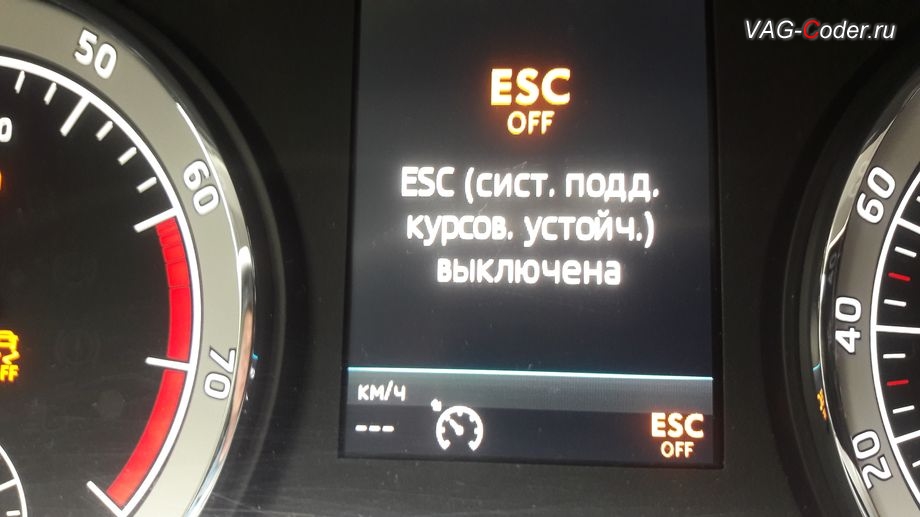 VAG-Coder.ru
50
60
70
ESC
OFF
ESC (сист. подд.
курсов. устойч.)
выключена
км/ч
---
ESC
OFF
60
40
20